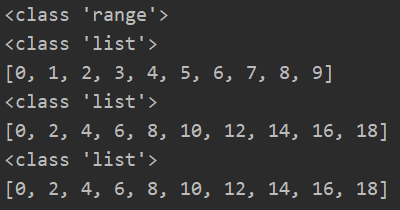 <class 'range'>
<class 'list'>
[0, 1, 2, 3, 4, 5, 6, 7, 8, 9]
<class 'list'>
[0, 2, 4, 6, 8, 10, 12, 14, 16, 18]
<class 'list'>
[0, 2, 4, 6, 8, 10, 12, 14, 16, 18]